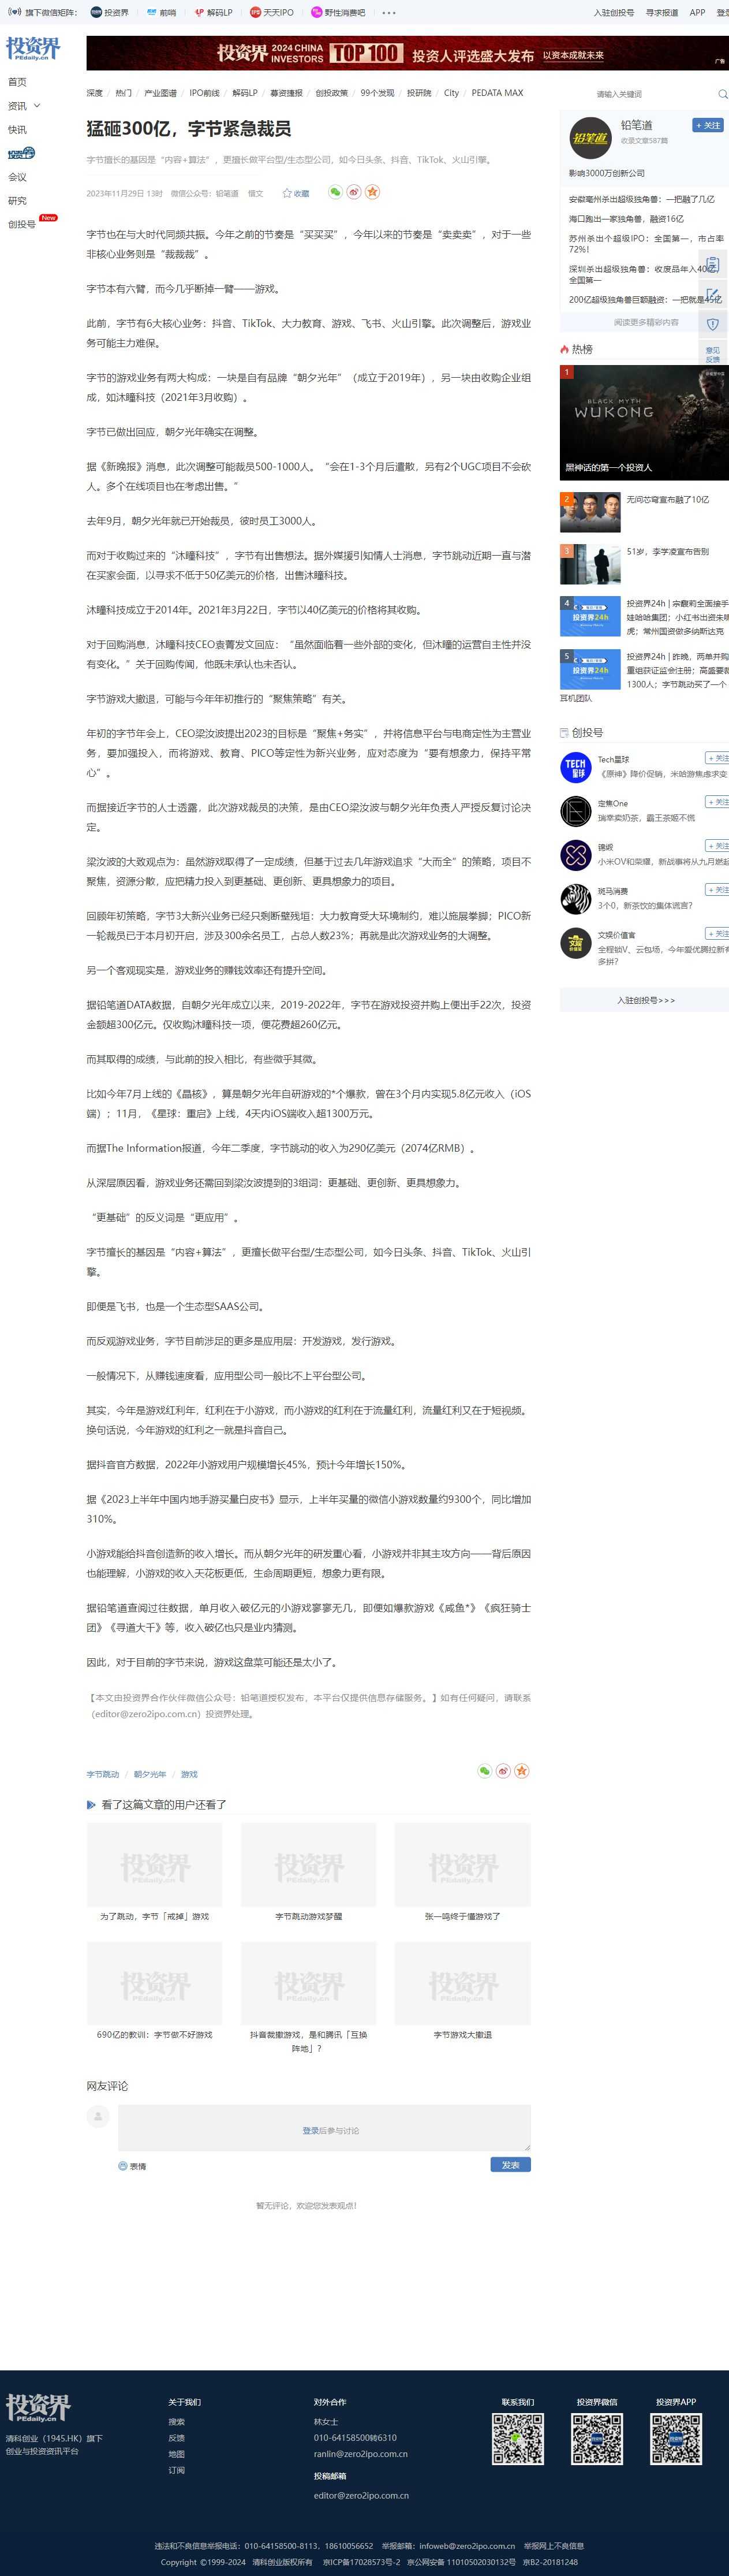 旗下微信矩阵：
投资界
前哨
解码LP
天天IPO
野性消费吧
入驻创投号
寻求报道
APP
投资界
PEdaily.cn
首页
资讯
快讯
会议
研究
创投号
New
投资界 2024 CHINA INVESTORS TOP100 投资人评选盛大发布 以资本成就未来
广告
深度 / 热门 / 产业图谱 / IPO前线 / 解码LP / 募资捷报 / 创投政策 / 99个发现 / 投研院 / City / PEDATA MAX
请输入关键词
猛砸300亿，字节紧急裁员
字节擅长的基因是“内容+算法”，更擅长做平台型/生态型公司，如今日头条、抖音、TikTok、火山引擎。
2023年11月29日 13时 微信公众号：铅笔道 惜文 收藏
字节也在与大时代同频共振。今年之前的节奏是“买买买”，今年以来的节奏是“卖卖卖”，对于一些
非核心业务则是“裁裁裁”。
字节本有六臂，而今几乎断掉一臂——游戏。
此前，字节有6大核心业务：抖音、TikTok、大力教育、游戏、飞书、火山引擎。此次调整后，游戏业
务可能主力难保。
字节的游戏业务有两大构成：一块是自有品牌“朝夕光年”（成立于2019年），另一块由收购企业组
成，如沐瞳科技（2021年3月收购）。
字节已做出回应，朝夕光年确实在调整。
据《新晚报》消息，此次调整可能裁员500-1000人。“会在1-3个月后遣散，另有2个UGC项目不会砍
人。多个在线项目也在考虑出售。”
去年9月，朝夕光年就已开始裁员，彼时员工3000人。
而对于收购过来的“沐瞳科技”，字节有出售想法。据外媒援引知情人士消息，字节跳动近期一直与潜
在买家会面，以寻求不低于50亿美元的价格，出售沐瞳科技。
沐瞳科技成立于2014年。2021年3月22日，字节以40亿美元的价格将其收购。
对于回购消息，沐瞳科技CEO袁菁发文回应：“虽然面临着一些外部的变化，但沐瞳的运营自主性并没
有变化。”关于回购传闻，他既未承认也未否认。
字节游戏大撤退，可能与今年年初推行的“聚焦策略”有关。
年初的字节年会上，CEO梁汝波提出2023的目标是“聚焦+务实”，并将信息平台与电商定性为主营业
务，要加强投入，而将游戏、教育、PICO等定性为新兴业务，应对态度为“要有想象力，保持平常
心”。
而据接近字节的人士透露，此次游戏裁员的决策，是由CEO梁汝波与朝夕光年负责人严授反复讨论决
定。
梁汝波的大致观点为：虽然游戏取得了一定成绩，但基于过去几年游戏追求“大而全”的策略，项目不
聚焦，资源分散，应把精力投入到更基础、更创新、更具想象力的项目。
回顾年初策略，字节3大新兴业务已经只剩断壁残垣：大力教育受大环境制约，难以施展拳脚；PICO新
一轮裁员已于本月初开启，涉及300余名员工，占总人数23%；再就是此次游戏业务的大调整。
另一个客观现实是，游戏业务的赚钱效率还有提升空间。
据铅笔道DATA数据，自朝夕光年成立以来，2019-2022年，字节在游戏投资并购上便出手22次，投资
金额超300亿元。仅收购沐瞳科技一项，便花费超260亿元。
而其取得的成绩，与此前的投入相比，有些微乎其微。
比如今年7月上线的《晶核》，算是朝夕光年自研游戏的*个爆款，曾在3个月内实现5.8亿元收入（iOS
端）；11月，《星球：重启》上线，4天内iOS端收入超1300万元。
而据The Information报道，今年二季度，字节跳动的收入为290亿美元（2074亿RMB）。
从深层原因看，游戏业务还需回到梁汝波提到的3组词：更基础、更创新、更具想象力。
“更基础”的反义词是“更应用”。
字节擅长的基因是“内容+算法”，更擅长做平台型/生态型公司，如今日头条、抖音、TikTok、火山引
擎。
即便是飞书，也是一个生态型SAAS公司。
而反观游戏业务，字节目前涉足的更多是应用层：开发游戏，发行游戏。
一般情况下，从赚钱速度看，应用型公司一般比不上平台型公司。
其实，今年是游戏红利年，红利在于小游戏，而小游戏的红利在于流量红利，流量红利又在于短视频。
换句话说，今年游戏的红利之一就是抖音自己。
据抖音官方数据，2022年小游戏用户规模增长45%，预计今年增长150%。
据《2023上半年中国内地手游买量白皮书》显示，上半年买量的微信小游戏数量约9300个，同比增加
310%。
小游戏能给抖音创造新的收入增长。而从朝夕光年的研发重心看，小游戏并非其主攻方向——背后原因
也能理解，小游戏的收入天花板更低，生命周期更短，想象力更有限。
据铅笔道查阅过往数据，单月收入破亿元的小游戏寥寥无几，即便如爆款游戏《咸鱼*》《疯狂骑士
团》《寻道大千》等，收入破亿也只是业内猜测。
因此，对于目前的字节来说，游戏这盘菜可能还是太小了。
【本文由投资界合作伙伴微信公众号：铅笔道授权发布，本平台仅提供信息存储服务。】如有任何疑问，请联系
（editor@zero2ipo.com.cn）投资界处理。
字节跳动 / 朝夕光年 / 游戏
看了这篇文章的用户还看了
投资界
PEdaily.cn
投资界
PEdaily.cn
投资界
PEdaily.cn
为了跳动，字节「戒掉」游戏
字节跳动游戏梦醒
张一鸣终于懂游戏了
投资界
PEdaily.cn
投资界
PEdaily.cn
投资界
PEdaily.cn
690亿的教训：字节做不好游戏
抖音裁撤游戏，是和腾讯「互换
阵地」？
字节游戏大撤退
网友评论
登录后参与讨论
表情
发表
暂无评论，欢迎您发表观点！
铅笔道
铅笔道
收录文章587篇
+ 关注
影响3000万创新公司
安徽亳州杀出超级独角兽：一把融了几亿
海口跑出一家独角兽，融资16亿
苏州杀出个超级IPO：全国第一，市占率
72%！
深圳杀出超级独角兽：收废品年入40亿，
全国第一
200亿超级独角兽巨额融资：一把就是45亿
阅读更多精彩内容
意见
反馈
热榜
1
BLACK MYTH
WUKONG
黑神话的第一个投资人
2
无问芯穹宣布融了10亿
3
51岁，李学凌宣布告别
4
投资界24h | 宗馥莉全面接手
娃哈哈集团；小红书出资未啄
虎；常州国资做多纳斯达克
5
投资界24h | 昨晚，两单并购
重组获证监会注册；高盛要裁
1300人；字节跳动买了一个
耳机团队
创投号
TECH
星球
Tech星球
+ 关注
《原神》降价促销，米哈游焦虑求变
定焦One
+ 关注
瑞幸卖奶茶，霸王茶姬不慌
锦缎
+ 关注
小米OV和荣耀，新战事将从九月燃起
斑马消费
+ 关注
3个0，新茶饮的集体谎言？
文娱价值官
+ 关注
全程锁V、云包场，今年爱优腾拉新有
多拼？
入驻创投号>>>
投资界
PEdaily.cn
清科创业（1945.HK）旗下
创业与投资资讯平台
关于我们
搜索
反馈
地图
订阅
对外合作
林女士
010-64158500转6310
ranlin@zero2ipo.com.cn
投稿邮箱
editor@zero2ipo.com.cn
联系我们
投资界微信
投资界APP
违法和不良信息举报电话：010-64158500-8113，18610056652 举报邮箱：infoweb@zero2ipo.com.cn 举报网上不良信息
Copyright ©1999-2024 清科创业版权所有 京ICP备17028573号-2 京公网安备 11010502030132号 京B2-20181248